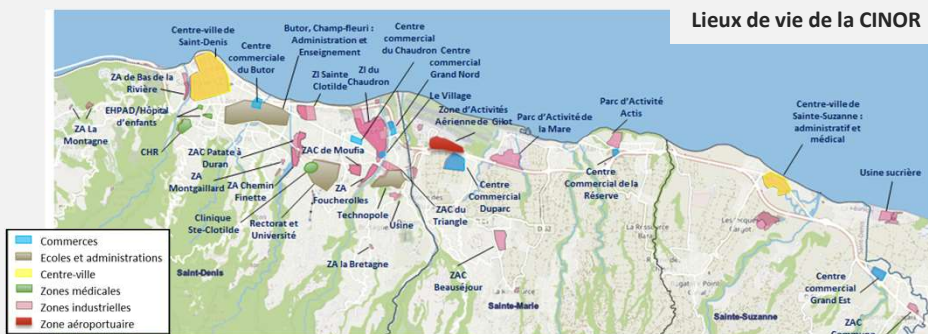 Lieux de vie de la CINOR
Centre-ville de
Saint-Denis
Centre
commerciale
du Butor
Butor, Champ-fleuri :
Administration et
Enseignement
Centre
commercial
du Chaudron
Centre
commercial
Grand Nord
ZA de Bas de la
Rivière
ZI Sainte
Clotilde
ZI du
Chaudron
Le Village
Zone d'Activités
Aérienne de Gilot
Parc d'Activité
de la Mare
Parc d'Activité
Actis
Centre-ville de
Sainte-Suzanne :
administratif et
médical
EHPAD/Hôpital
d'enfants
ZA La
Montagne
CHR
ZAC Patate à
Duran
ZAC de Moufia
Usine sucrière
ZA
Montgaillard
ZA Chemin
Finette
ZA
Foucherolles
Centre
Commercial
Duparc
Centre
Commercial de la
Réserve
Clinique
Ste-Clotilde
Rectorat et
Université
Technopole
Usine
ZAC du
Triangle
ZA la Bretagne
ZAC
Beauséjour
Centre
commercial
Grand Est
ZAC
Saint-Denis
Sainte-Marie
Sainte-Suzanne
Commerces
Ecoles et administrations
Centre-ville
Zones médicales
Zones industrielles
Zone aéroportuaire